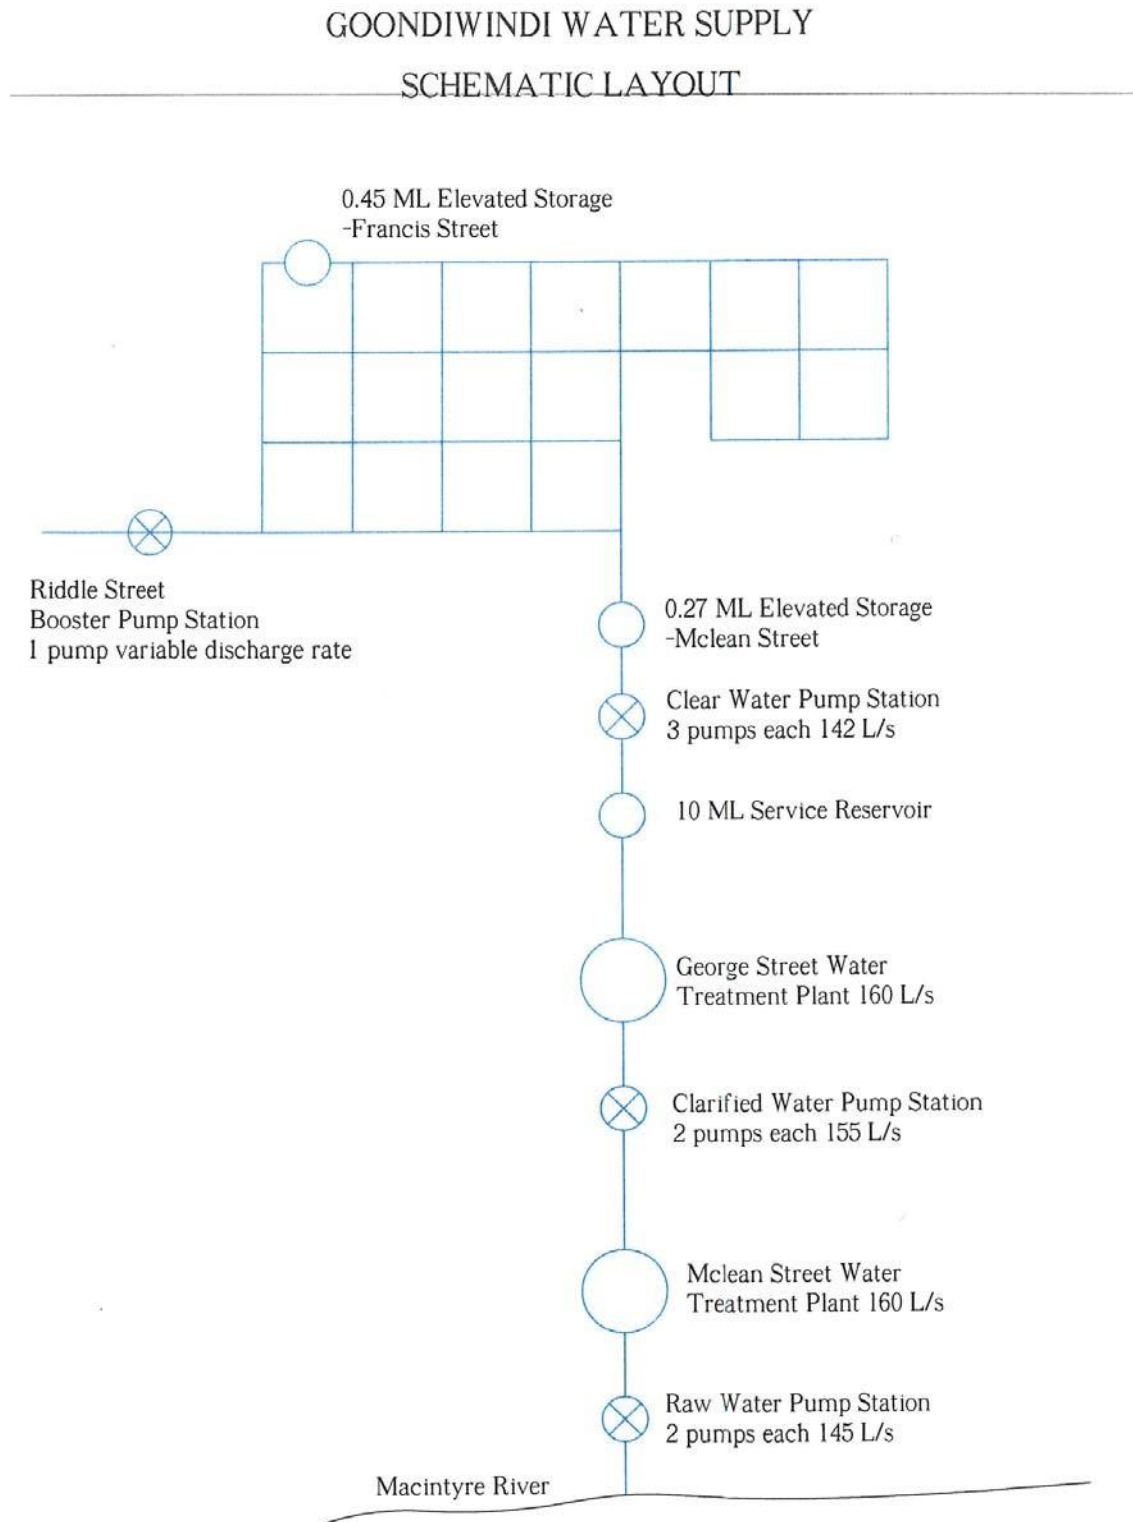 GOONDIWINDI WATER SUPPLY
SCHEMATIC LAYOUT
0.45 ML Elevated Storage
-Francis Street
Riddle Street
Booster Pump Station
1 pump variable discharge rate
0.27 ML Elevated Storage
-Mclean Street
Clear Water Pump Station
3 pumps each 142 L/s
10 ML Service Reservoir
George Street Water
Treatment Plant 160 L/s
Clarified Water Pump Station
2 pumps each 155 L/s
Mclean Street Water
Treatment Plant 160 L/s
Raw Water Pump Station
2 pumps each 145 L/s
Macintyre River